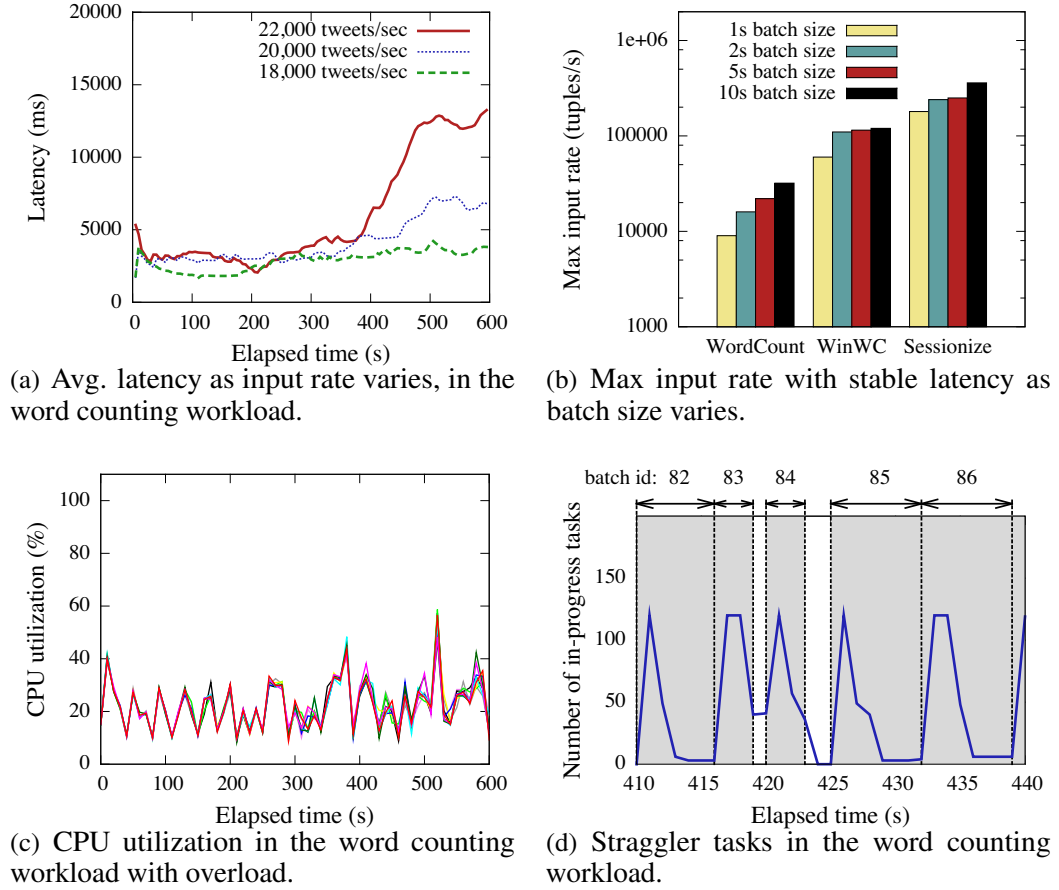 20000
15000
10000
5000
0
Latency (ms)
22,000 tweets/sec
20,000 tweets/sec
18,000 tweets/sec
0 100 200 300 400 500 600
Elapsed time (s)
(a) Avg. latency as input rate varies, in the
word counting workload.
1e+06
100000
10000
1000
Max input rate (tuples/s)
1s batch size
2s batch size
5s batch size
10s batch size
WordCount WinWC Sessionize
(b) Max input rate with stable latency as
batch size varies.
100
80
60
40
20
0
CPU utilization (%)
0 100 200 300 400 500 600
Elapsed time (s)
(c) CPU utilization in the word counting
workload with overload.
batch id: 82 83 84 85 86
150
100
50
0
Number of in-progress tasks
410 415 420 425 430 435 440
Elapsed time (s)
(d) Straggler tasks in the word counting
workload.